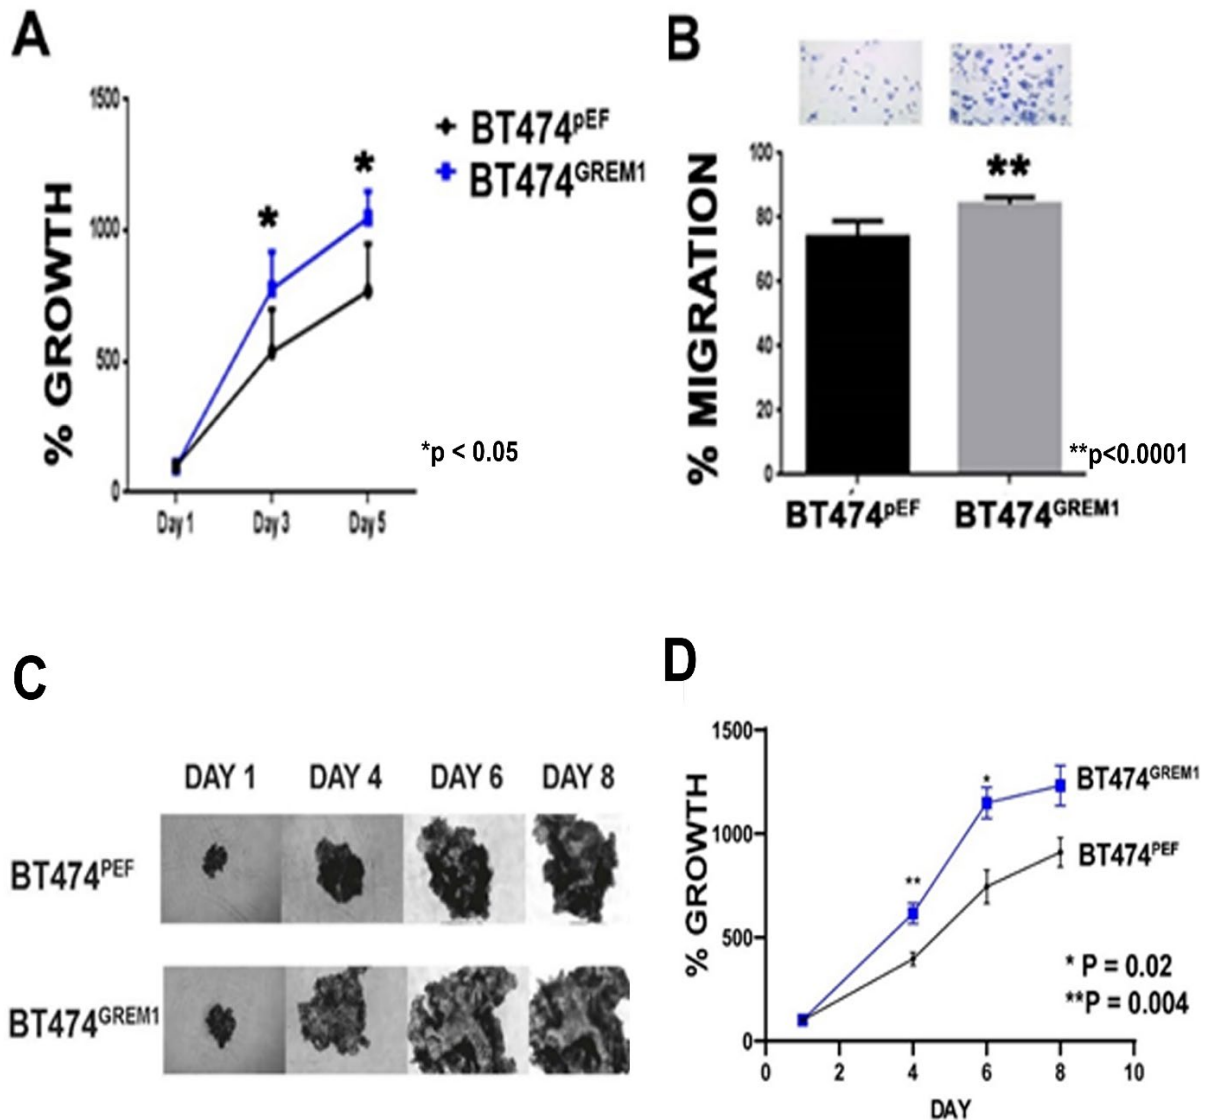 A
% GROWTH
1500
1000
500
0
Day 1 Day 3 Day 5
*
*
BT474pEF
BT474GREM1
*p < 0.05
B
% MIGRATION
100
80
60
40
20
0
**
BT474pEF BT474GREM1
**p<0.0001
C
DAY 1 DAY 4 DAY 6 DAY 8
BT474PEF
BT474GREM1
D
% GROWTH
1500
1000
500
0
0 2 4 6 8 10
DAY
**
*
BT474GREM1
BT474PEF
* P = 0.02
**P = 0.004